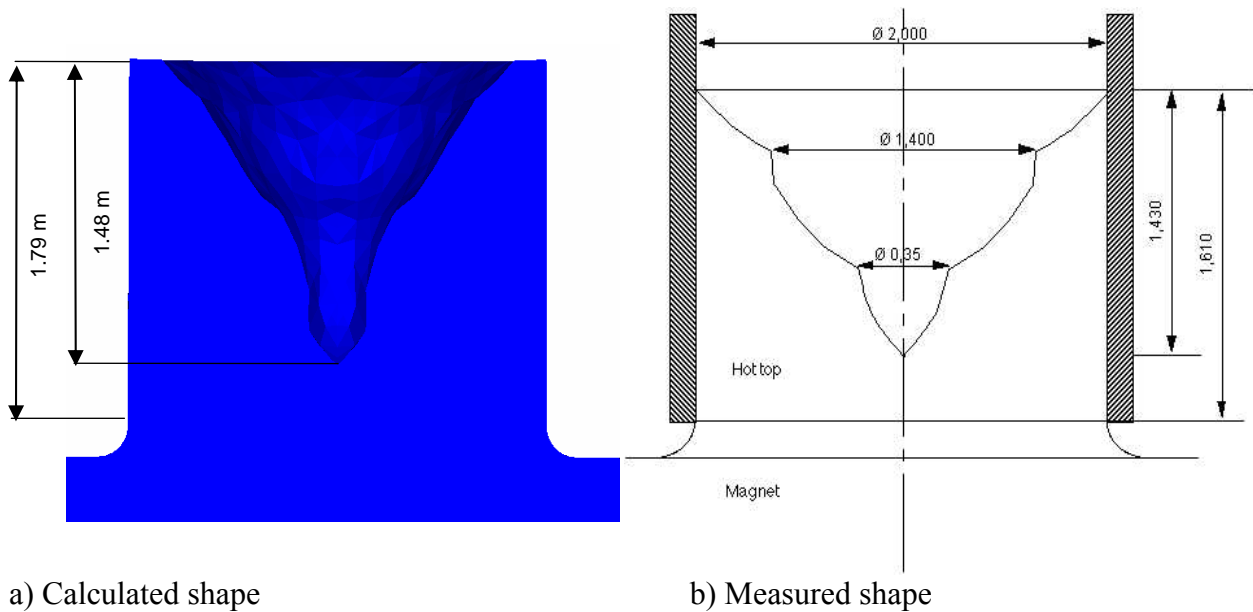 1.79 m
1.48 m
Ø 2,000
Ø 1,400
Ø 0,35
1,430
1,610
Hot top
Magnet
a) Calculated shape
b) Measured shape